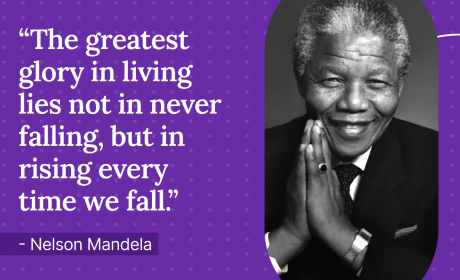 “The greatest
glory in living
lies not in never
falling, but in
rising every
time we fall.”
- Nelson Mandela